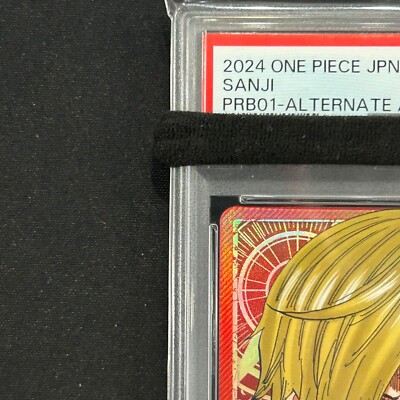 2024 ONE PIECE JPN
SANJI
PRB01-ALTERNATE A